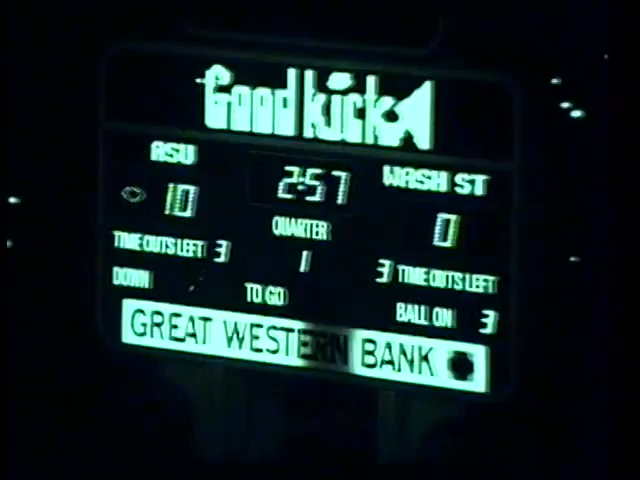 Good kick
ASU 2:57 WASH ST
10 QUARTER 0
TIME OUTS LEFT 3 1 3 TIME OUTS LEFT
DOWN TO GO BALL ON 3
GREAT WESTERN BANK